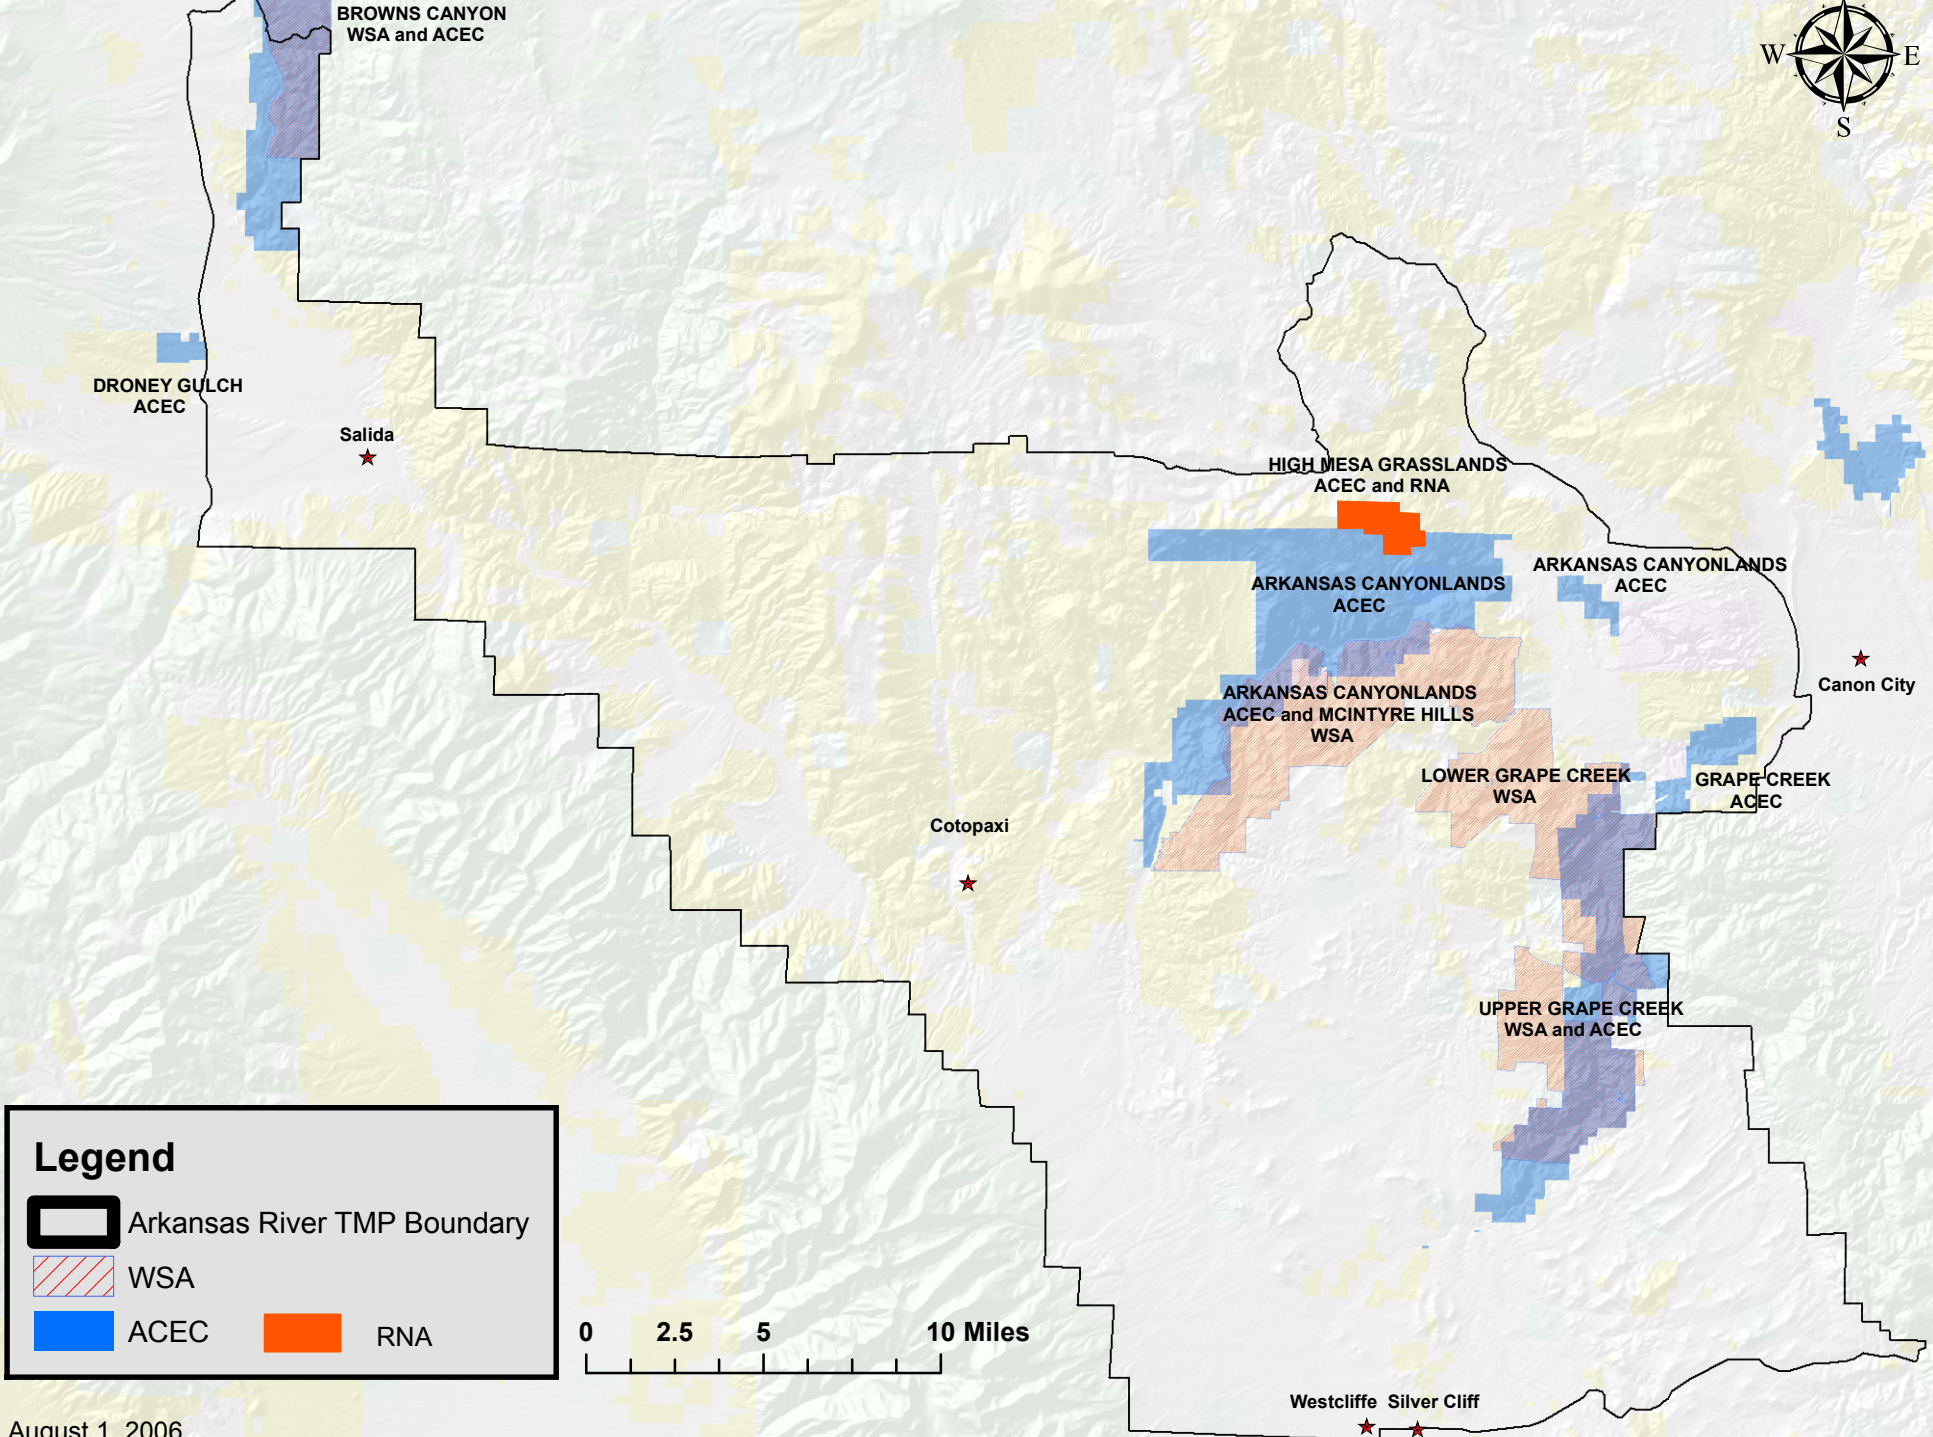 BROWNS CANYON
WSA and ACEC
W
E
S
DRONEY GULCH
ACEC
Salida
HIGH MESA GRASSLANDS
ACEC and RNA
ARKANSAS CANYONLANDS
ACEC
ARKANSAS CANYONLANDS
ACEC
Canon City
ARKANSAS CANYONLANDS
ACEC and MCINTYRE HILLS
WSA
LOWER GRAPE CREEK
WSA
GRAPE CREEK
ACEC
Cotopaxi
UPPER GRAPE CREEK
WSA and ACEC
Legend
Arkansas River TMP Boundary
WSA
ACEC
RNA
0 2.5 5 10 Miles
Westcliffe Silver Cliff
August 1, 2006